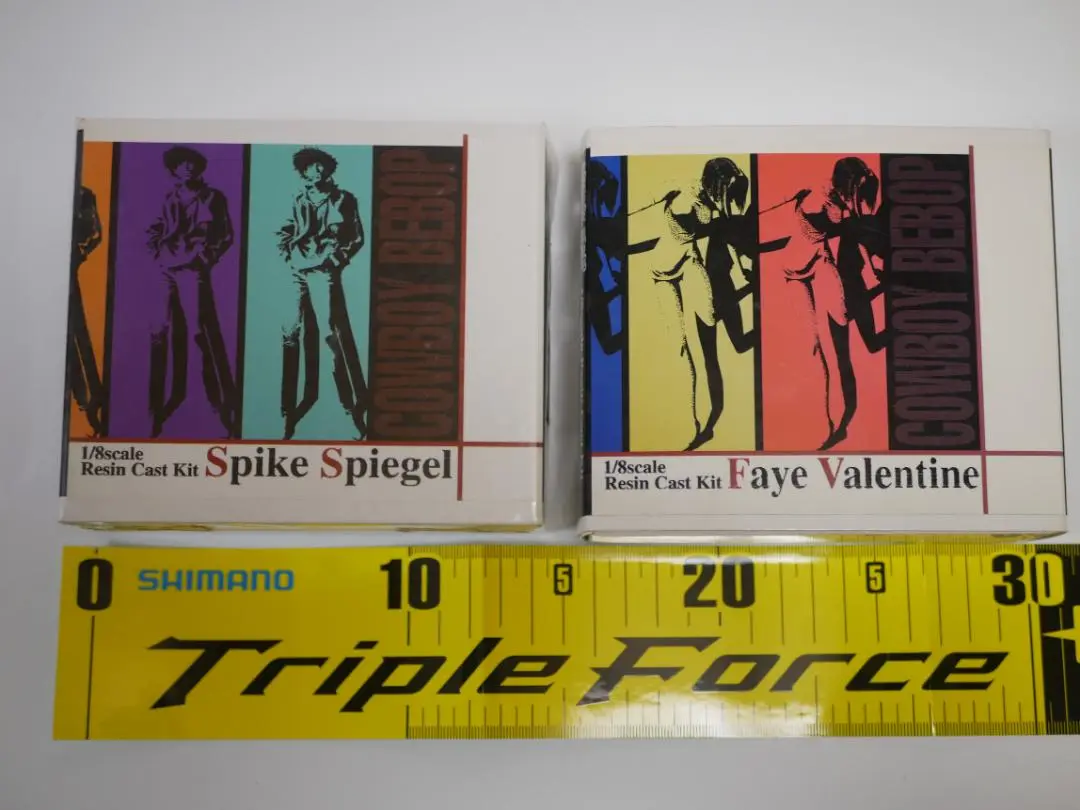 COWBOY BEBOP
1/8scale
Resin Cast Kit Spike Spiegel
COWBOY BEBOP
1/8scale
Resin Cast Kit Faye Valentine
0 SHIMANO 10 5 20 5 30
Triple Force